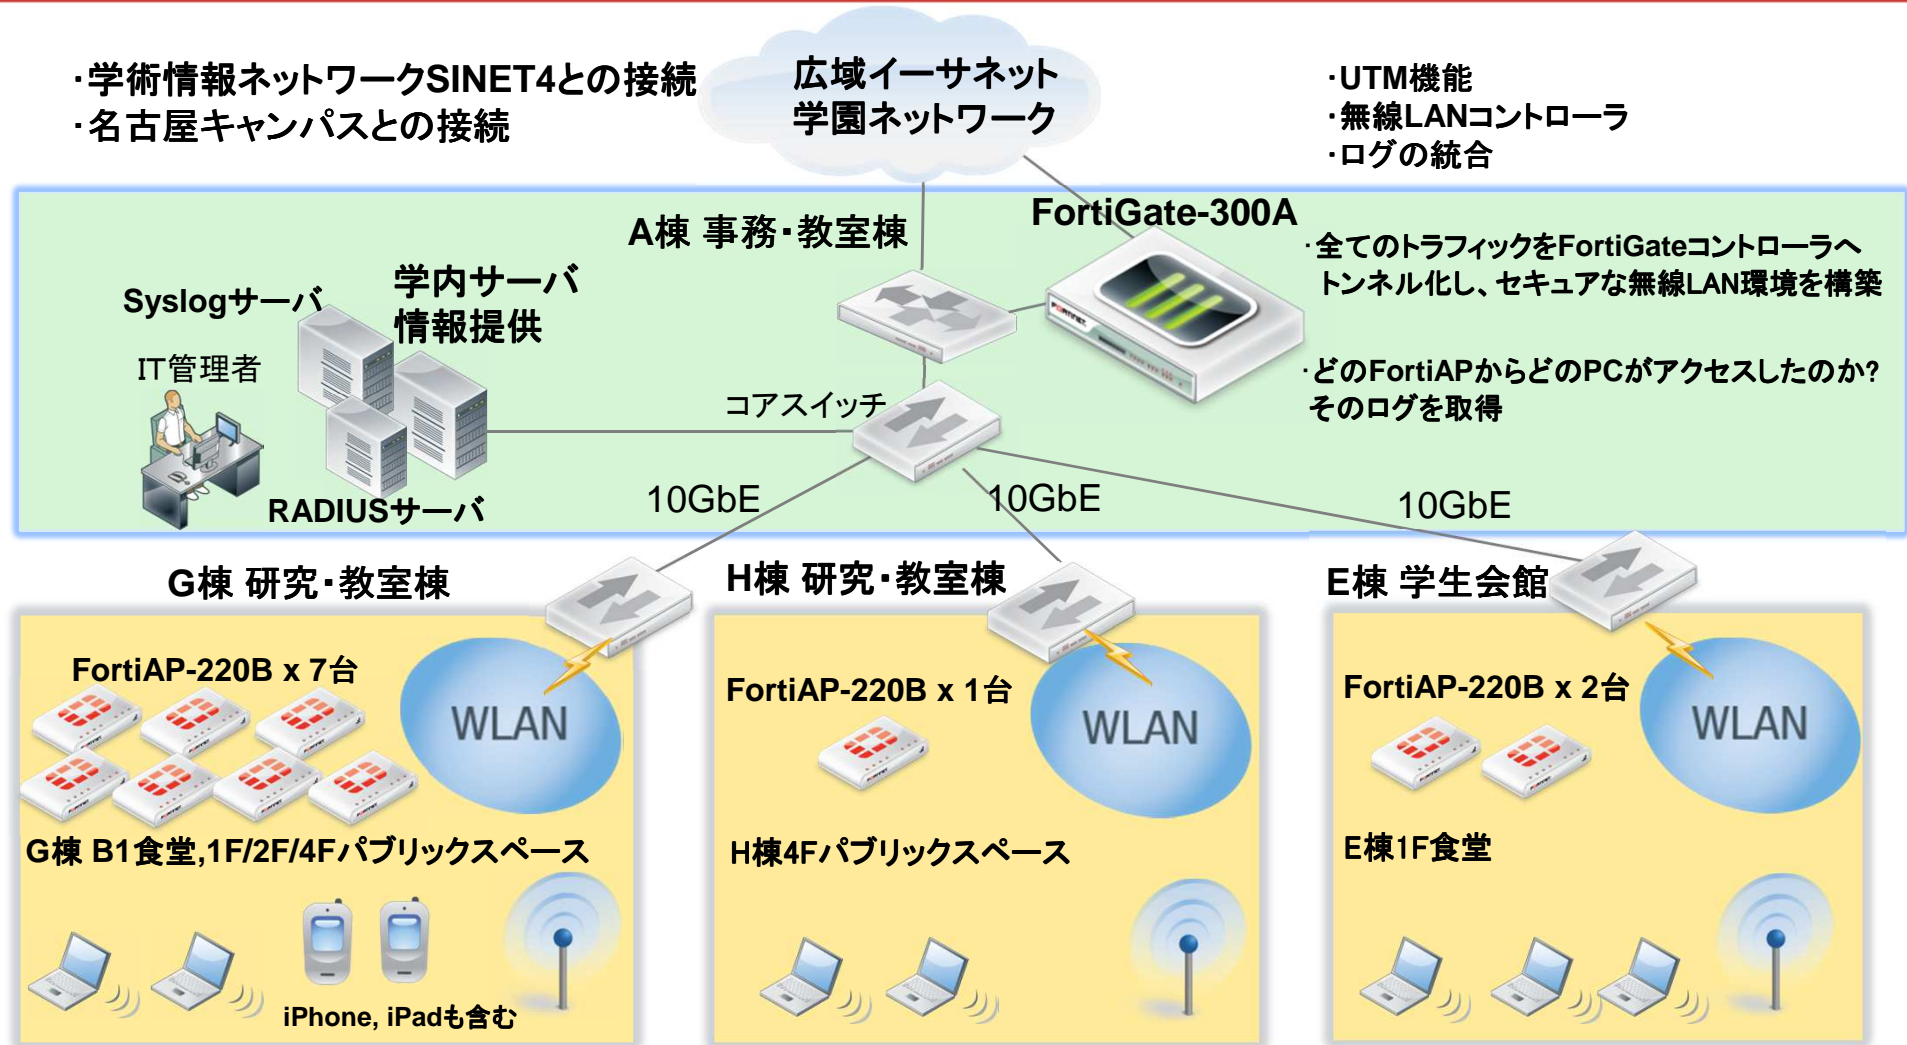 ・学術情報ネットワークSINET4との接続
・名古屋キャンパスとの接続
広域イーサネット
学園ネットワーク
・UTM機能
・無線LANコントローラ
・ログの統合
A棟 事務・教室棟
FortiGate-300A
・全てのトラフィックをFortiGateコントローラへ
トンネル化し、セキュアな無線LAN環境を構築
・どのFortiAPからどのPCがアクセスしたのか?
そのログを取得
Syslogサーバ
学内サーバ
情報提供
IT管理者
RADIUSサーバ
コアスイッチ
FORTINET
10GbE
10GbE
10GbE
G棟 研究・教室棟
FortiAP-220B x 7台
WLAN
G棟 B1食堂,1F/2F/4Fパブリックスペース
iPhone, iPadも含む
H棟 研究・教室棟
FortiAP-220B x 1台
WLAN
H棟4Fパブリックスペース
E棟 学生会館
FortiAP-220B x 2台
WLAN
E棟1F食堂